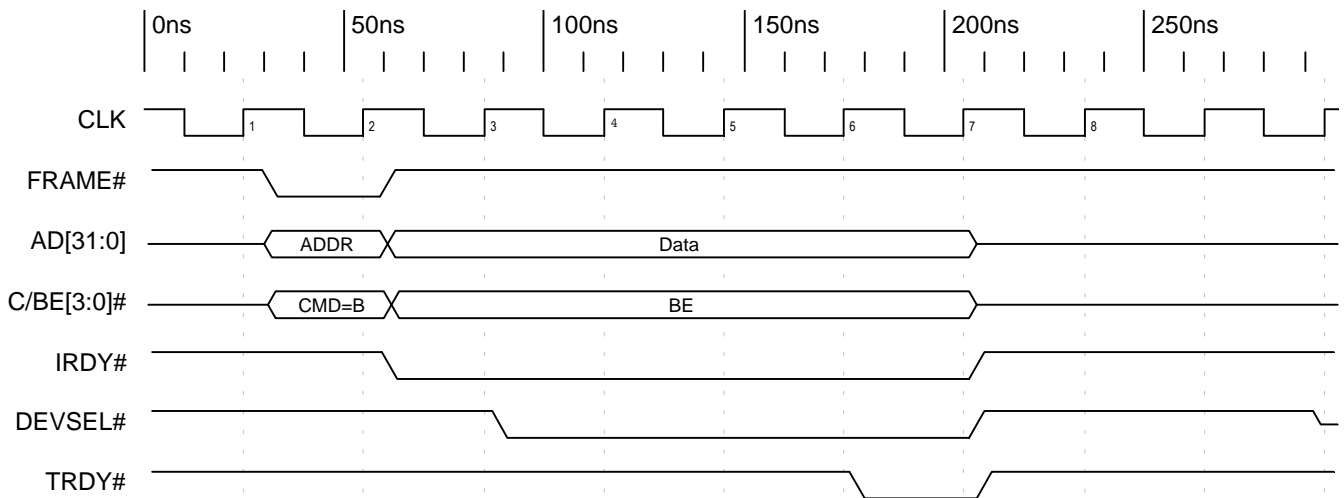 0ns 50ns 100ns 150ns 200ns 250ns
CLK 1 2 3 4 5 6 7 8
FRAME#
AD[31:0] ADDR Data
C/BE[3:0]# CMD=B BE
IRDY#
DEVSEL#
TRDY#